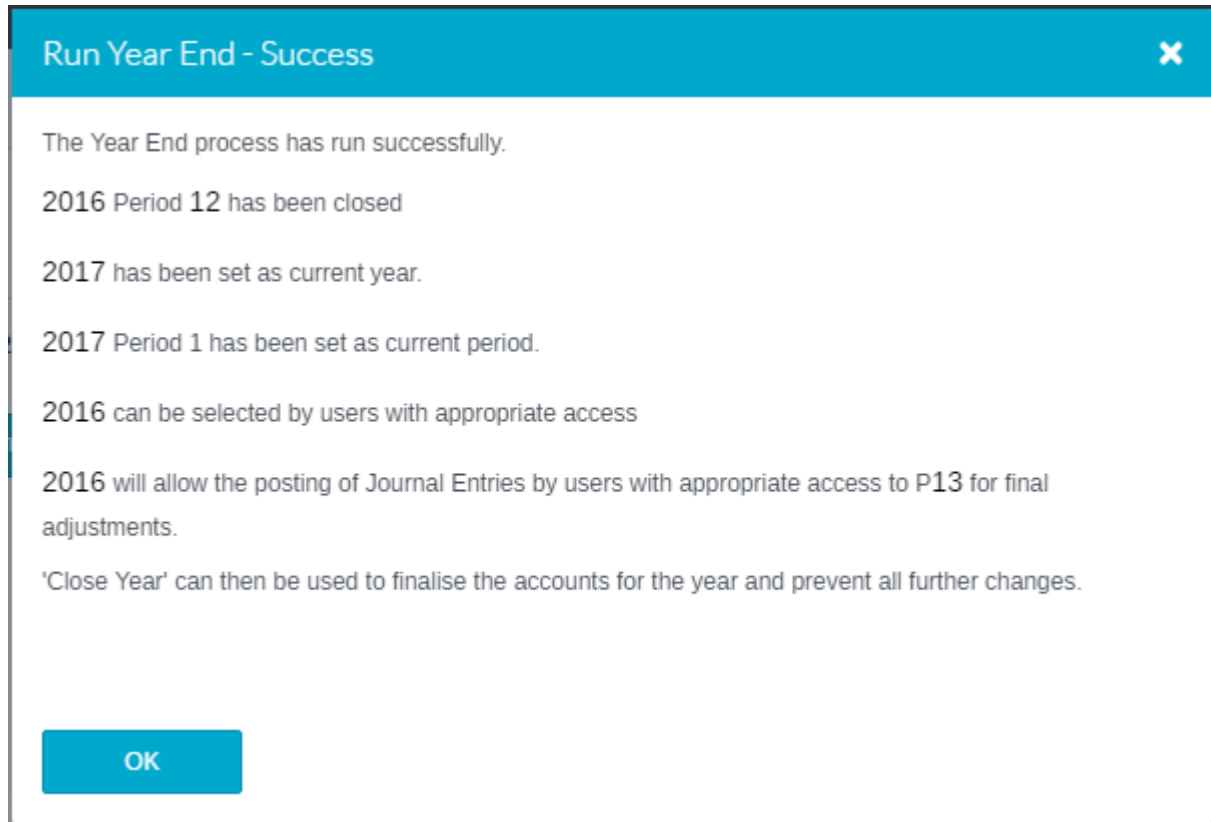 Run Year End - Success
The Year End process has run successfully.
2016 Period 12 has been closed
2017 has been set as current year.
2017 Period 1 has been set as current period.
2016 can be selected by users with appropriate access
2016 will allow the posting of Journal Entries by users with appropriate access to P13 for final
adjustments.
'Close Year' can then be used to finalise the accounts for the year and prevent all further changes.
OK